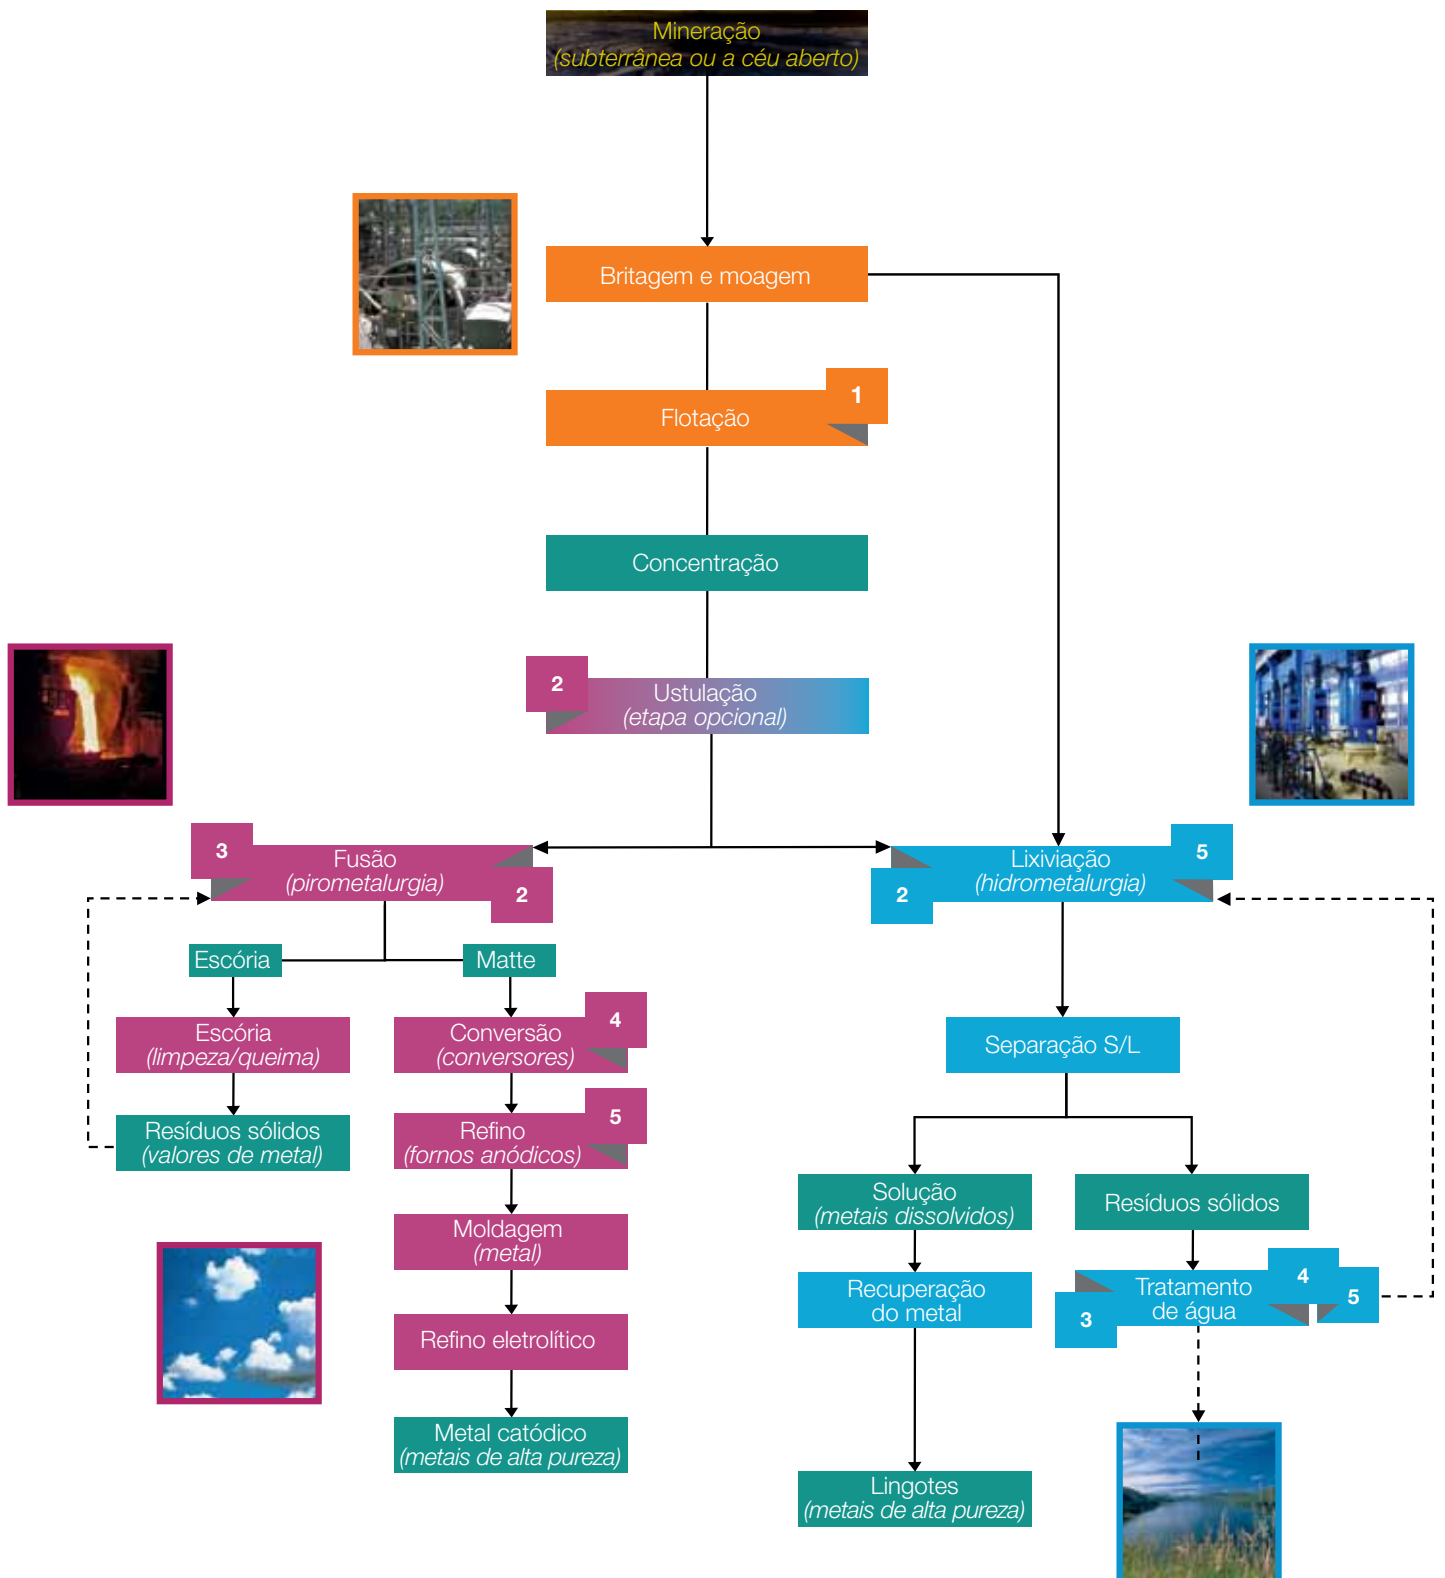 Mineração
(subterrânea ou a céu aberto)
Britagem e moagem
1
Flotação
Concentração
2
Ustulação
(etapa opcional)
3
Fusão
(pirometalurgia)
2
5
Lixiviação
(hidrometalurgia)
2
Escória
Matte
Escória
(limpeza/queima)
4
Conversão
(conversores)
Separação S/L
Resíduos sólidos
(valores de metal)
5
Refino
(fornos anódicos)
Solução
(metais dissolvidos)
Resíduos sólidos
Moldagem
(metal)
Recuperação
do metal
4
5
Tratamento
de água
3
Refino eletrolítico
Metal catódico
(metais de alta pureza)
Lingotes
(metais de alta pureza)